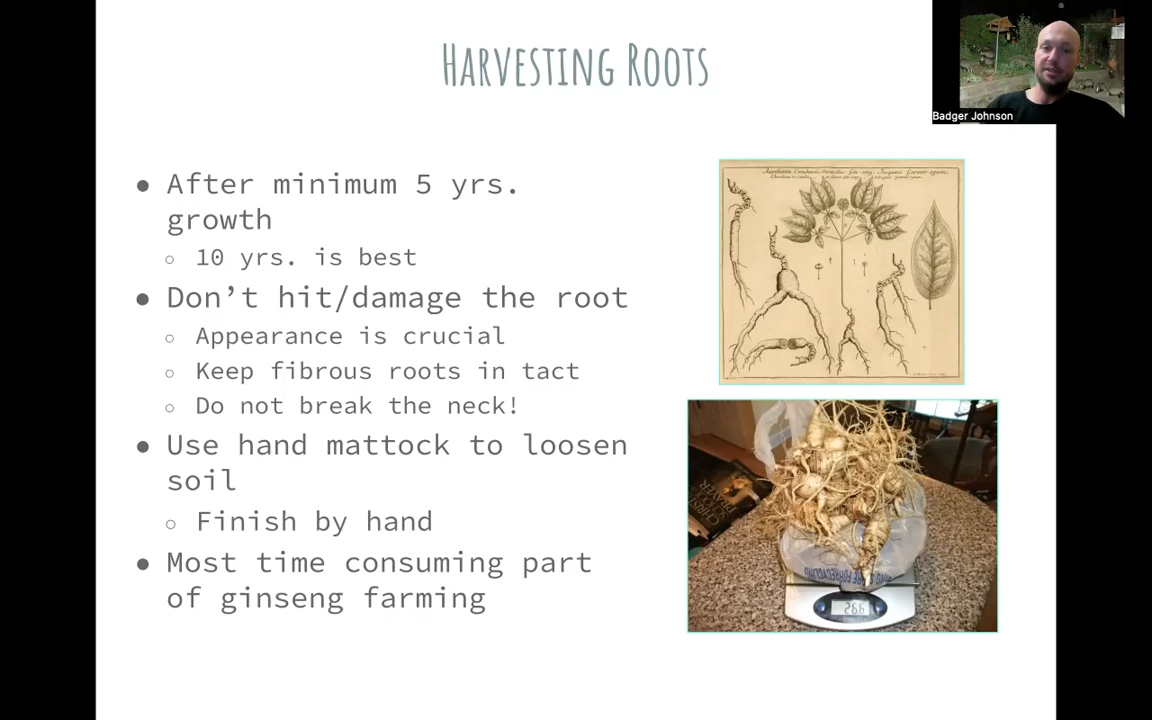 Harvesting Roots
Badger Johnson
● After minimum 5 yrs.
growth
○ 10 yrs. is best
● Don't hit/damage the root
○ Appearance is crucial
○ Keep fibrous roots in tact
○ Do not break the neck!
● Use hand mattock to loosen
soil
○ Finish by hand
● Most time consuming part
of ginseng farming
26.6